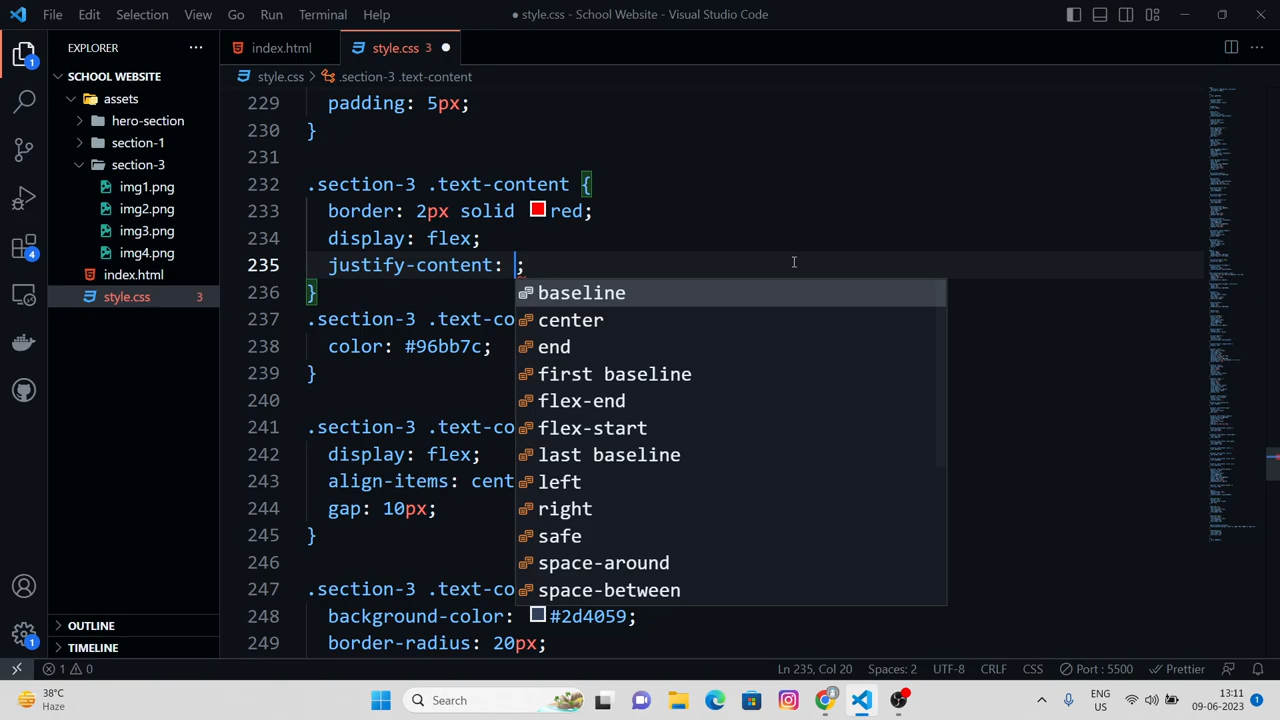 File Edit Selection View Go Run Terminal Help
● style.css - School Website - Visual Studio Code
EXPLORER
SCHOOL WEBSITE
assets
hero-section
section-1
section-3
img1.png
img2.png
img3.png
img4.png
index.html
style.css 3
OUTLINE
TIMELINE
1
4
1
index.html style.css 3
style.css > .section-3 .text-content
229 padding: 5px;
230 }
231
232 .section-3 .text-content {
233 border: 2px solid red;
234 display: flex;
235 justify-content: ;
236 }
237 .section-3 .text-co
238 color: #96bb7c;
239 }
240
241 .section-3 .text-co
242 display: flex;
243 align-items: cent
244 gap: 10px;
245 }
246
247 .section-3 .text-co
248 background-color: #2d4059;
249 border-radius: 20px;
baseline
center
end
first baseline
flex-end
flex-start
last baseline
left
right
safe
space-around
space-between
1 0 Ln 235, Col 20 Spaces: 2 UTF-8 CRLF CSS Port : 5500 Prettier
38°C
Haze
Search
ENG
US
13:11
09-06-2023